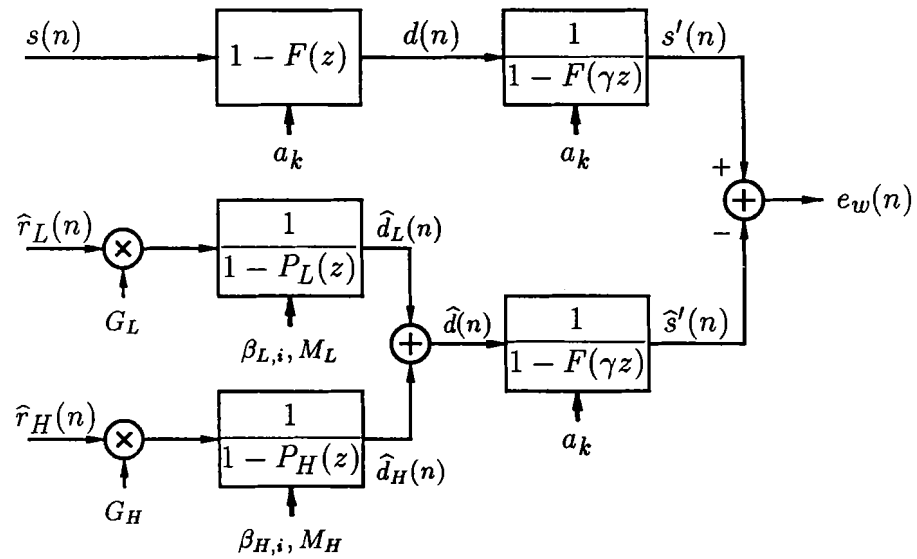 s(n)
1 − F(z)
d(n)
1
1 − F(γz)
s′(n)
a_k
a_k
+
+
e_w(n)
−
r̂_L(n)
×
G_L
1
1 − P_L(z)
d̂_L(n)
β_{L,i}, M_L
+
d̂(n)
1
1 − F(γz)
ŝ′(n)
a_k
r̂_H(n)
×
G_H
1
1 − P_H(z)
d̂_H(n)
β_{H,i}, M_H